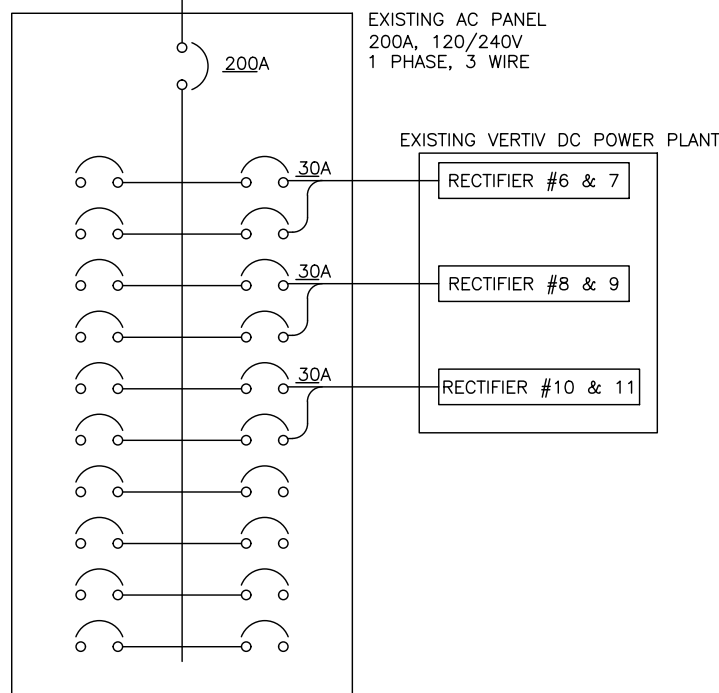 EXISTING AC PANEL
200A, 120/240V
1 PHASE, 3 WIRE
200A
EXISTING VERTIV DC POWER PLANT
30A
RECTIFIER #6 & 7
30A
RECTIFIER #8 & 9
30A
RECTIFIER #10 & 11